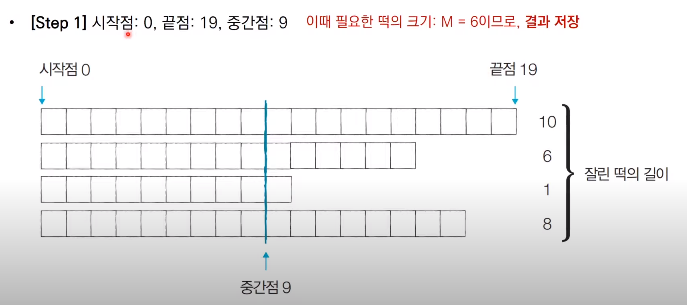 • [Step 1] 시작점: 0, 끝점: 19, 중간점: 9 이때 필요한 떡의 크기: M = 6이므로, 결과 저장
시작점 0
끝점 19
10
6
잘린 떡의 길이
1
8
중간점 9